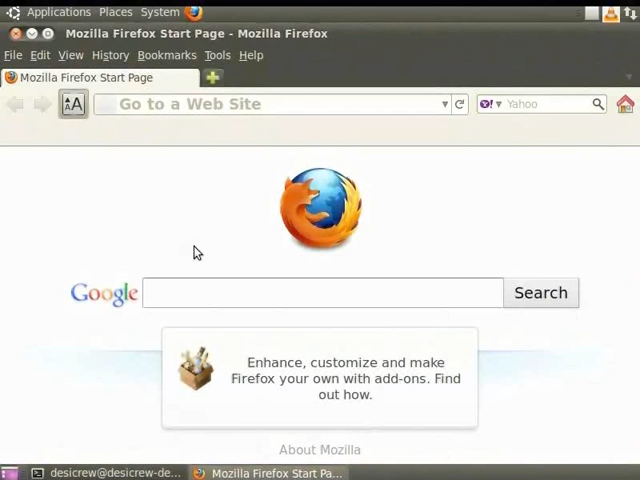 Applications Places System
Mozilla Firefox Start Page - Mozilla Firefox
File Edit View History Bookmarks Tools Help
Mozilla Firefox Start Page
A A Go to a Web Site Y! Yahoo
Google Search
Enhance, customize and make
Firefox your own with add-ons. Find
out how.
About Mozilla
desicrew@desicrew-de... Mozilla Firefox Start Pa...